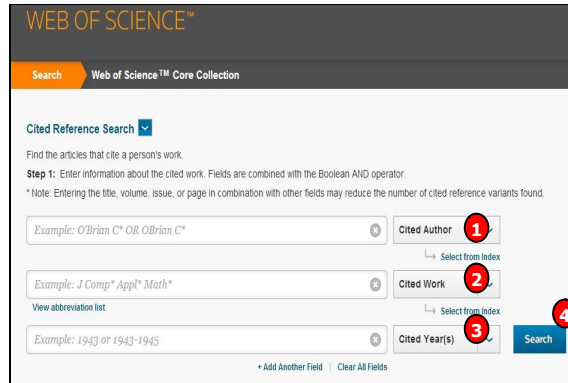 WEB OF SCIENCE™
Search Web of Science™ Core Collection
Cited Reference Search
Find the articles that cite a person's work.
Step 1: Enter information about the cited work. Fields are combined with the Boolean AND operator.
* Note: Entering the title, volume, issue, or page in combination with other fields may reduce the number of cited reference variants found.
Example: O'Brian C* OR OBrian C* Cited Author 1
Select from Index
Example: J Comp* Appl* Math* Cited Work 2
View abbreviation list Select from Index
Example: 1943 or 1943-1945 Cited Year(s) 3 Search 4
+ Add Another Field | Clear All Fields